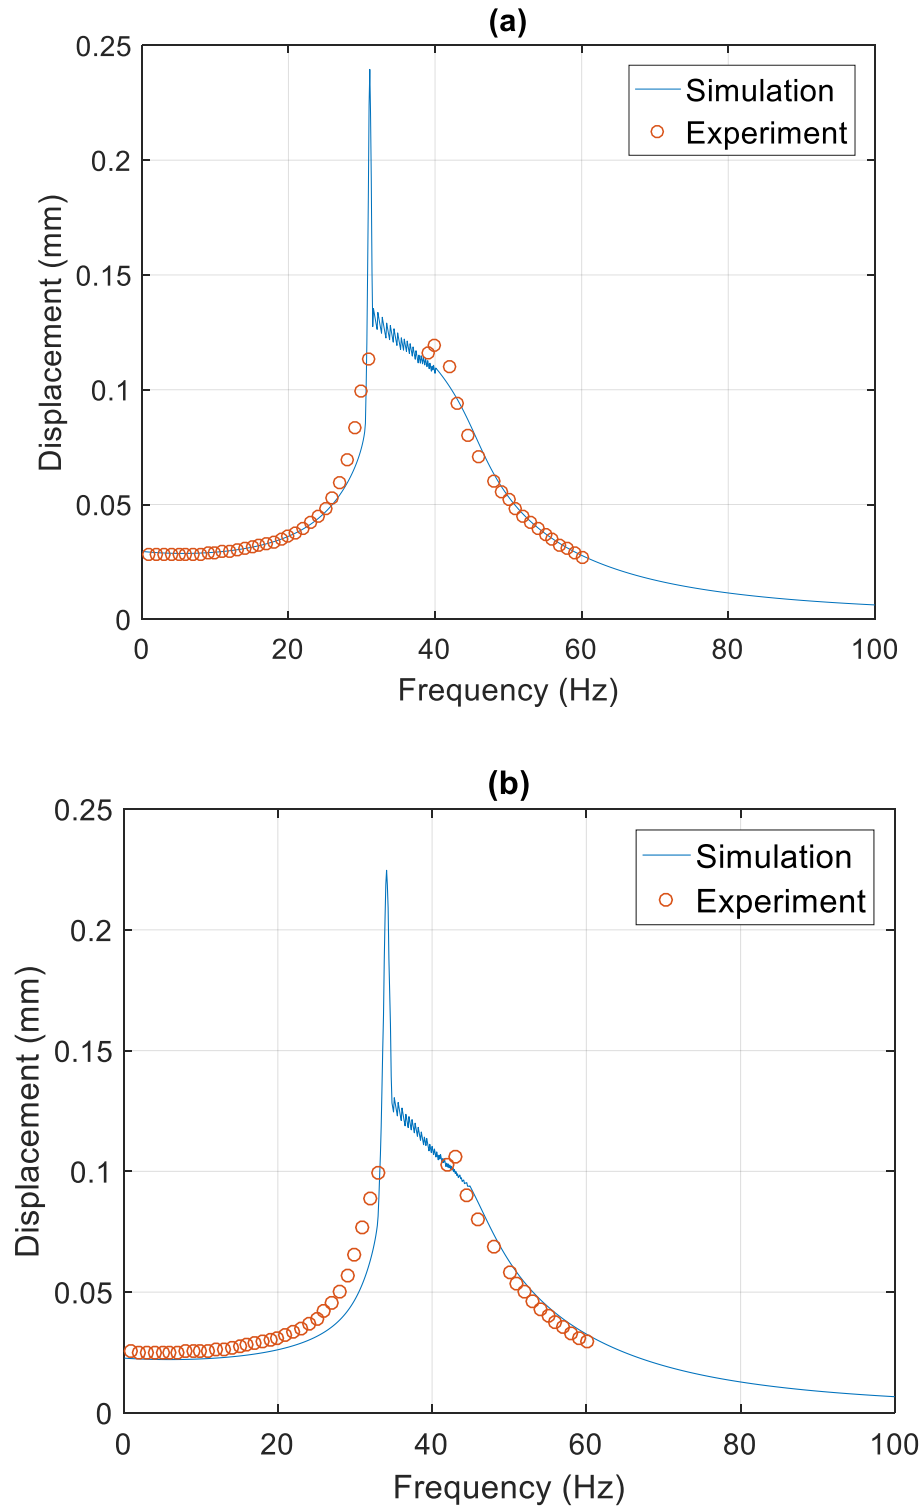 (a)
0.25
0.2
0.15
0.1
0.05
0
Displacement (mm)
Simulation
Experiment
0 20 40 60 80 100
Frequency (Hz)
(b)
0.25
0.2
0.15
0.1
0.05
0
Displacement (mm)
Simulation
Experiment
0 20 40 60 80 100
Frequency (Hz)